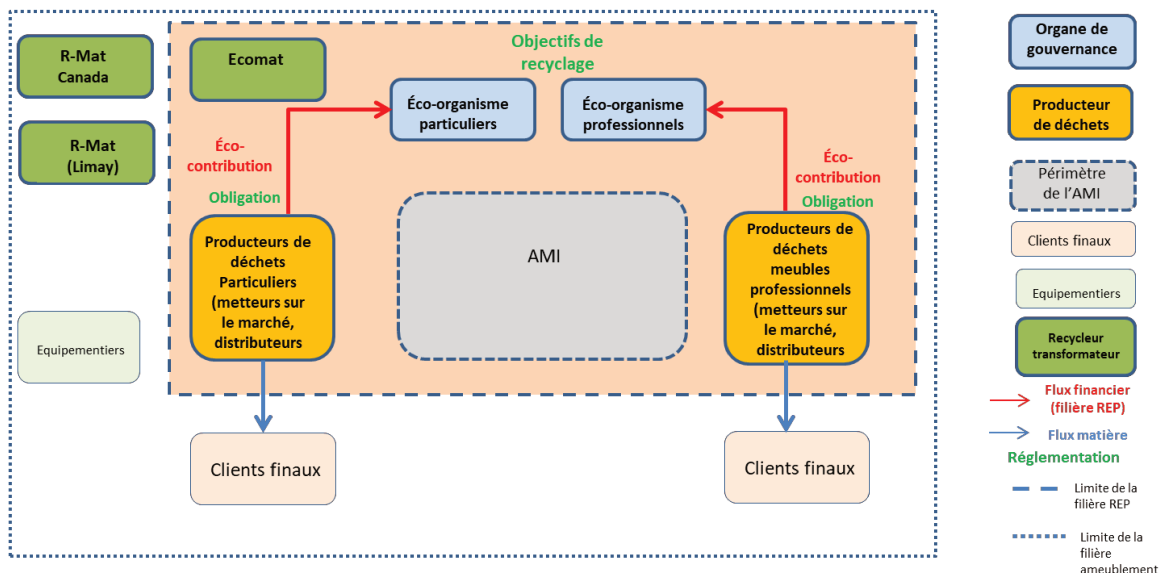 R-Mat
Canada
R-Mat
(Limay)
Equipementiers
Ecomat
Objectifs de
recyclage
Éco-organisme
particuliers
Éco-organisme
professionnels
Éco-
contribution
Obligation
Éco-
contribution
Obligation
Producteurs de
déchets
Particuliers
(metteurs sur
le marché,
distributeurs
AMI
Producteurs de
déchets
meubles
professionnels
(metteurs sur
le marché,
distributeurs
Clients finaux
Clients finaux
Organe de
gouvernance
Producteur
de déchets
Périmètre
de l’AMI
Clients finaux
Equipementiers
Recycleur
transformateur
Flux financier
(filière REP)
Flux matière
Réglementation
Limite de la
filière REP
Limite de
la filière
ameublement